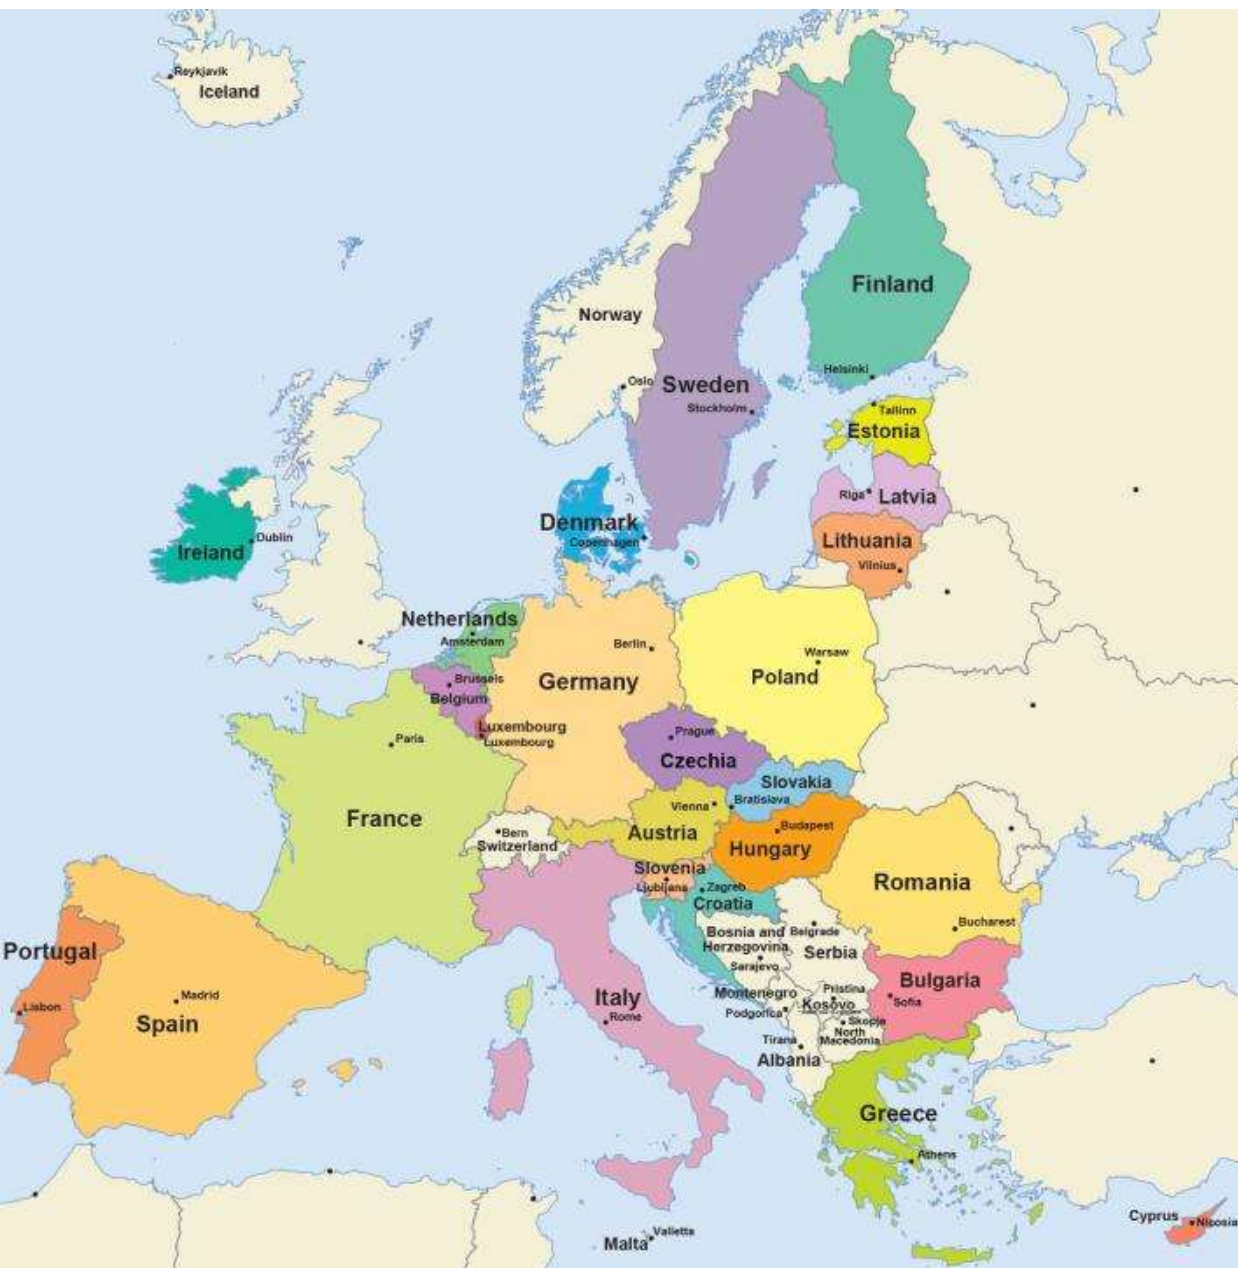 Reykjavik
Iceland
Finland
Norway
Helsinki
Oslo
Sweden
Stockholm
Tallinn
Estonia
Riga
Latvia
Denmark
Copenhagen
Dublin
Ireland
Lithuania
Vilnius
Netherlands
Amsterdam
Berlin
Warsaw
Poland
Germany
Brussels
Belgium
Luxembourg
Luxembourg
Paris
Prague
Czechia
Slovakia
Bratislava
Vienna
Austria
France
Bern
Switzerland
Budapest
Hungary
Slovenia
Ljubljana
Zagreb
Croatia
Romania
Bucharest
Bosnia and
Herzegovina
Sarajevo
Belgrade
Serbia
Portugal
Lisbon
Madrid
Spain
Italy
Rome
Montenegro
Podgorica
Pristina
Kosovo
Bulgaria
Sofia
Skopje
North
Macedonia
Tirana
Albania
Greece
Athens
Cyprus
Nicosia
Valletta
Malta